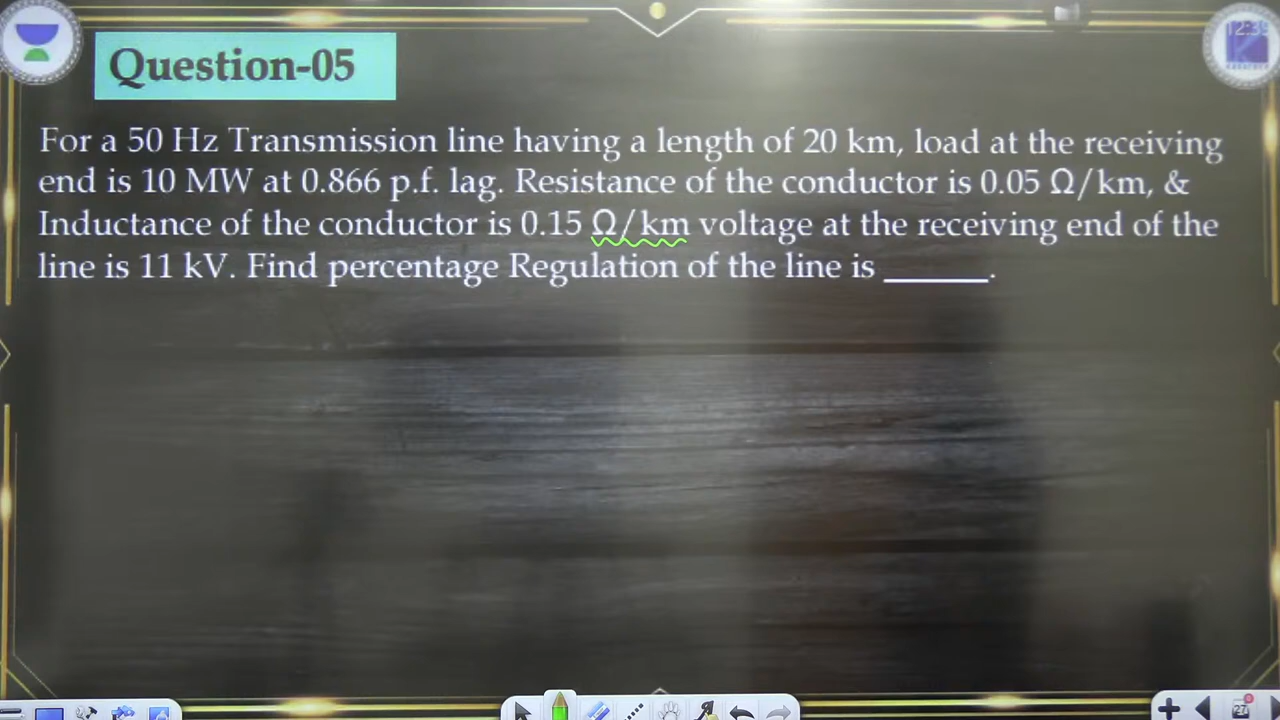 Question-05
For a 50 Hz Transmission line having a length of 20 km, load at the receiving
end is 10 MW at 0.866 p.f. lag. Resistance of the conductor is 0.05 Ω/km, &
Inductance of the conductor is 0.15 Ω/km voltage at the receiving end of the
line is 11 kV. Find percentage Regulation of the line is ______.
27